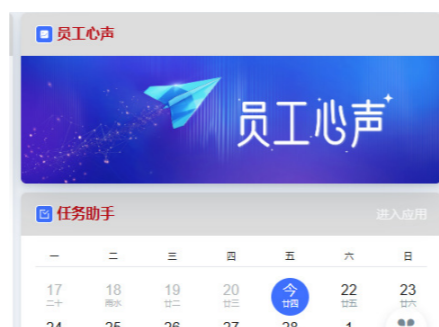 员工心声
员工心声
任务助手 进入应用
一 二 三 四 五 六 日
17 18 19 20 今 22 23
二十 雨水 廿二 廿三 廿四 廿五 廿六
24 25 26 27 28 1